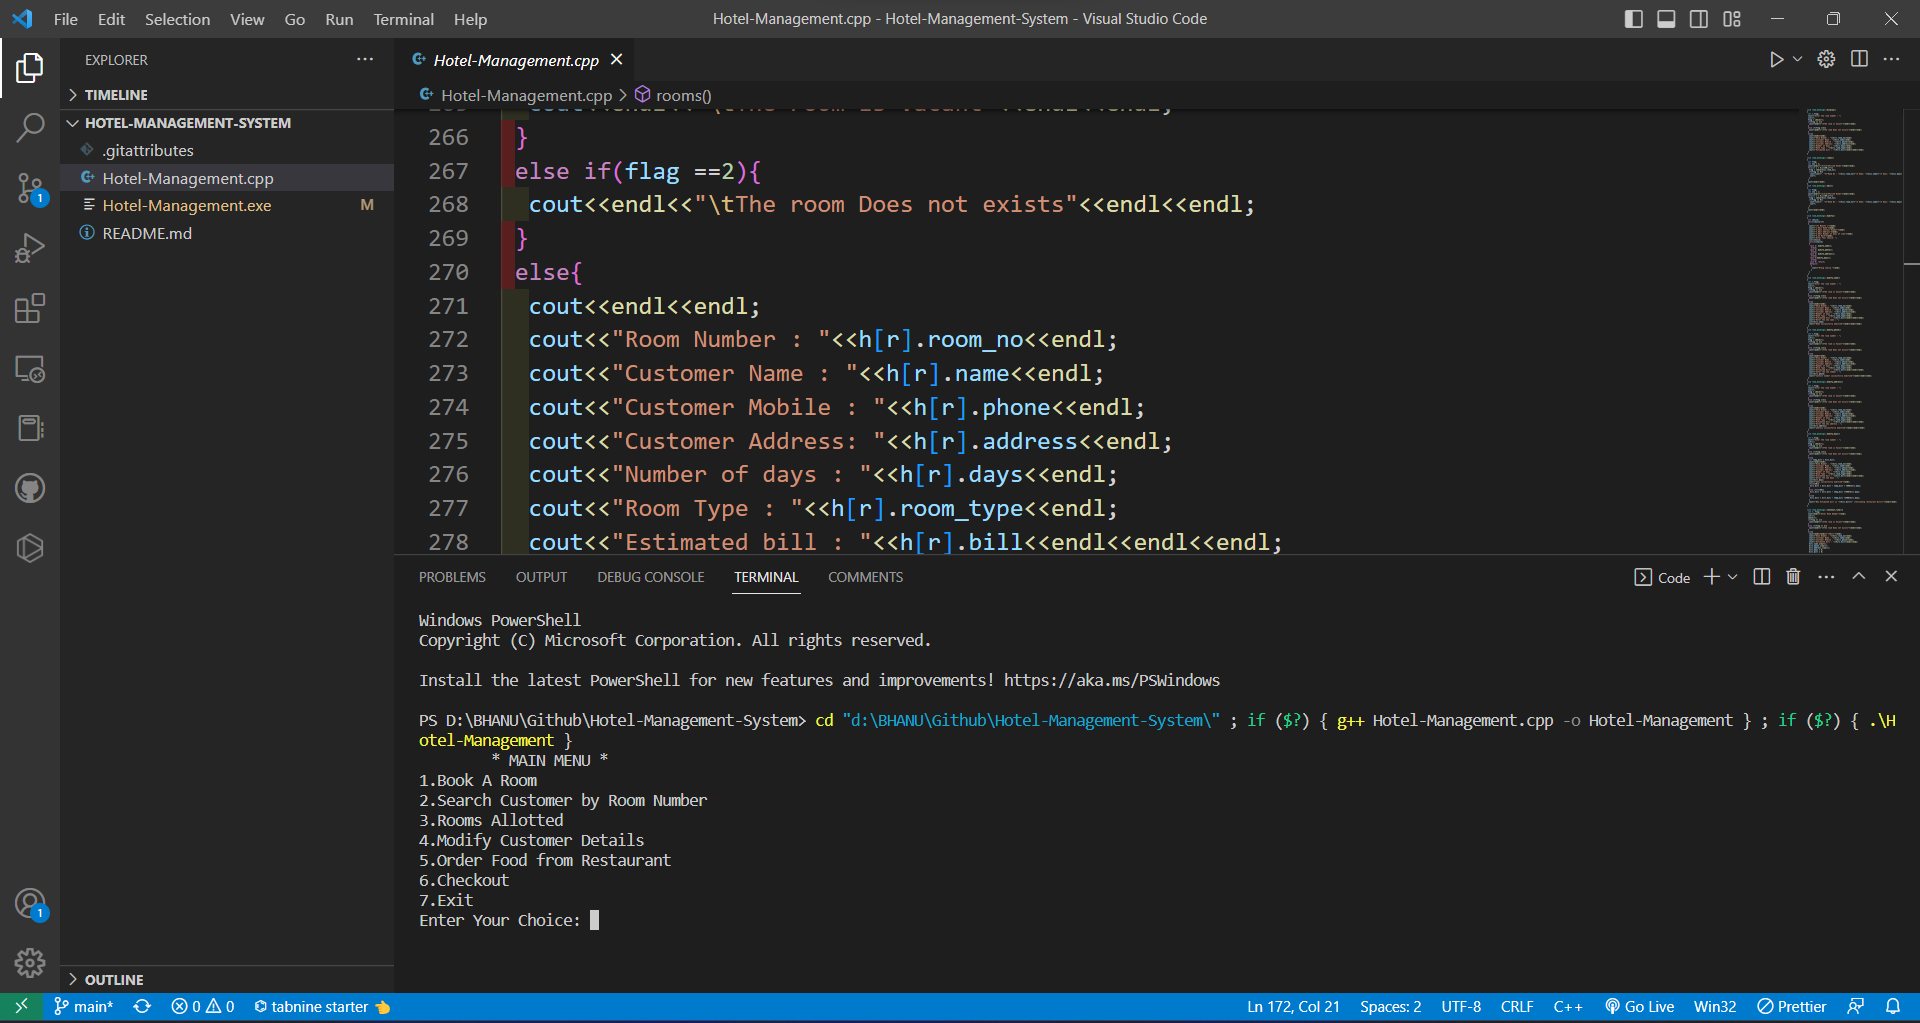 File Edit Selection View Go Run Terminal Help
Hotel-Management.cpp - Hotel-Management-System - Visual Studio Code
EXPLORER
TIMELINE
HOTEL-MANAGEMENT-SYSTEM
.gitattributes
Hotel-Management.cpp
Hotel-Management.exe M
README.md
OUTLINE
1
1
Hotel-Management.cpp
Hotel-Management.cpp > rooms()
266 }
267 else if(flag ==2){
268 cout<<endl<<"\tThe room Does not exists"<<endl<<endl;
269 }
270 else{
271 cout<<endl<<endl;
272 cout<<"Room Number : "<<h[r].room_no<<endl;
273 cout<<"Customer Name : "<<h[r].name<<endl;
274 cout<<"Customer Mobile : "<<h[r].phone<<endl;
275 cout<<"Customer Address: "<<h[r].address<<endl;
276 cout<<"Number of days : "<<h[r].days<<endl;
277 cout<<"Room Type : "<<h[r].room_type<<endl;
278 cout<<"Estimated bill : "<<h[r].bill<<endl<<endl<<endl;
PROBLEMS OUTPUT DEBUG CONSOLE TERMINAL COMMENTS
Code
Windows PowerShell
Copyright (C) Microsoft Corporation. All rights reserved.
Install the latest PowerShell for new features and improvements! https://aka.ms/PSWindows
PS D:\BHANU\Github\Hotel-Management-System> cd "d:\BHANU\Github\Hotel-Management-System\" ; if ($?) { g++ Hotel-Management.cpp -o Hotel-Management } ; if ($?) { .\H
otel-Management }
* MAIN MENU *
1.Book A Room
2.Search Customer by Room Number
3.Rooms Allotted
4.Modify Customer Details
5.Order Food from Restaurant
6.Checkout
7.Exit
Enter Your Choice:
main* 0 0 tabnine starter
Ln 172, Col 21 Spaces: 2 UTF-8 CRLF C++ Go Live Win32 Prettier